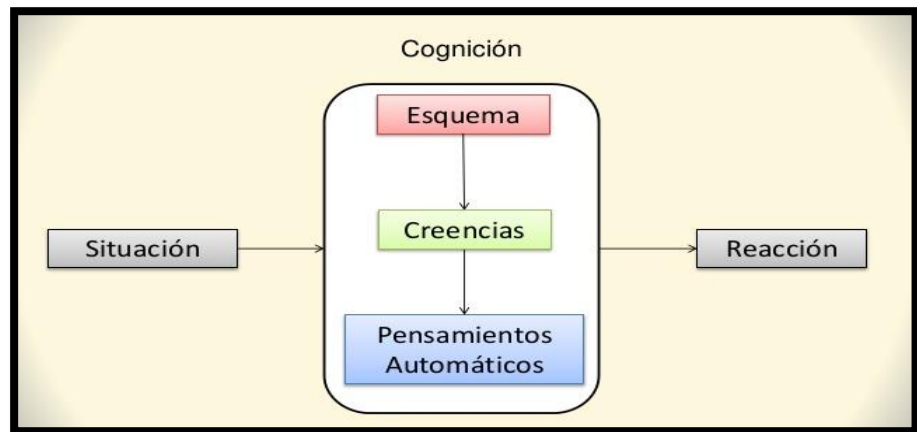 Cognición
Esquema
Creencias
Situación
Reacción
Pensamientos
Automáticos